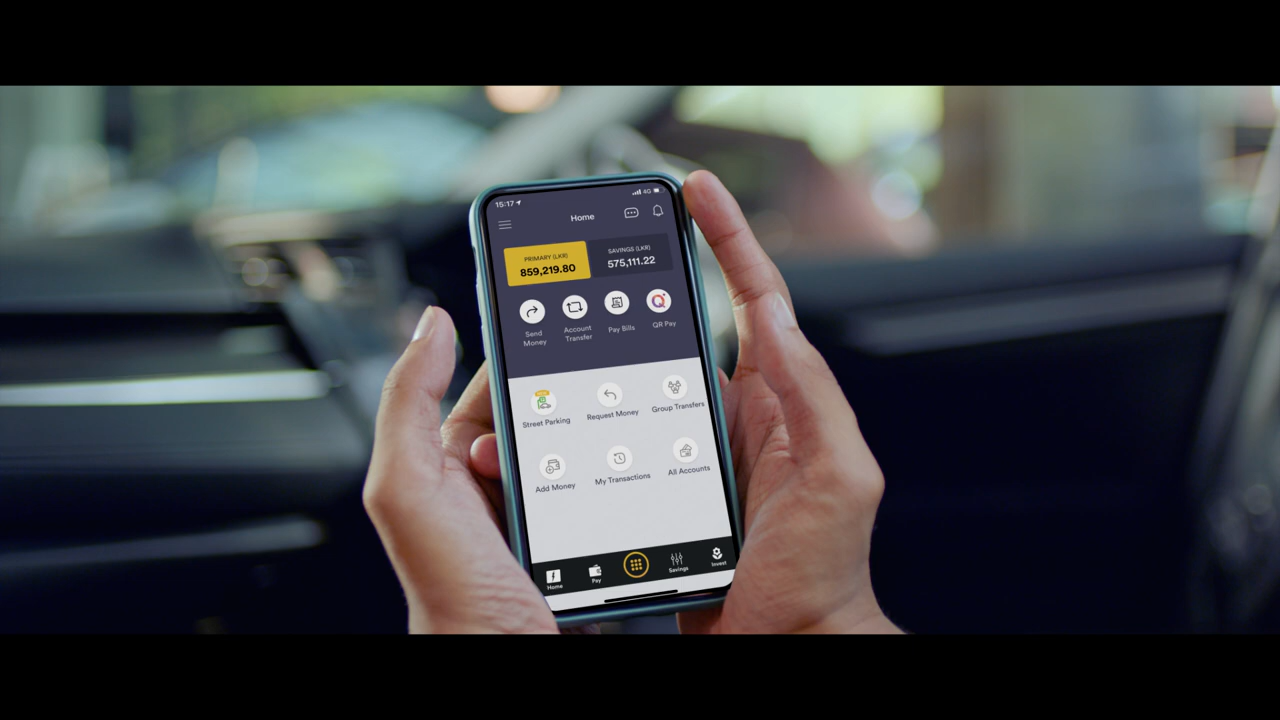 15:17
4G
Home
PRIMARY (LKR)
859,219.80
SAVINGS (LKR)
575,111.22
Send
Money
Account
Transfer
Pay Bills
QR Pay
Street Parking
Request Money
Group Transfers
Add Money
My Transactions
All Accounts
Home
Pay
Savings
Invest